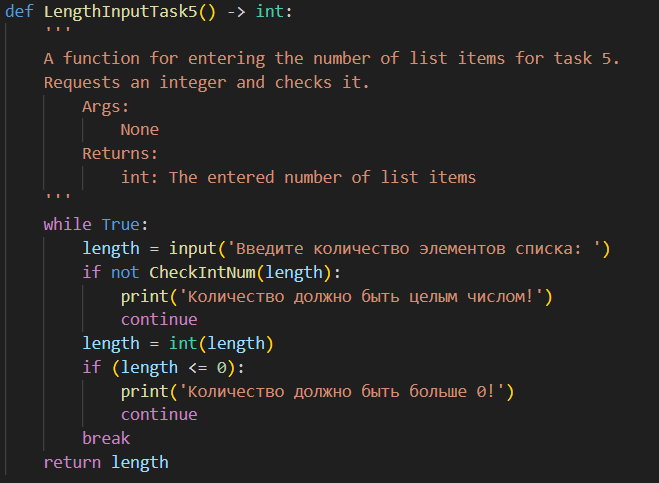 def LengthInputTask5() -> int:
    '''
    A function for entering the number of list items for task 5.
    Requests an integer and checks it.
        Args:
            None
        Returns:
            int: The entered number of list items
    '''
    while True:
        length = input('Введите количество элементов списка: ')
        if not CheckIntNum(length):
            print('Количество должно быть целым числом!')
            continue
        length = int(length)
        if (length <= 0):
            print('Количество должно быть больше 0!')
            continue
        break
    return length